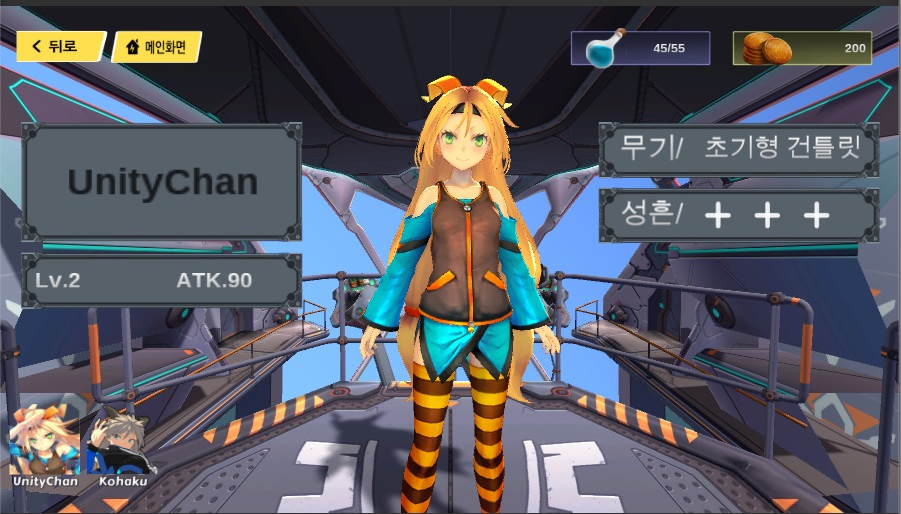 뒤로
메인화면
45/55
200
UnityChan
무기/ 초기형 건틀릿
성흔/ + + +
Lv.2 ATK.90
UnityChan
Kohaku